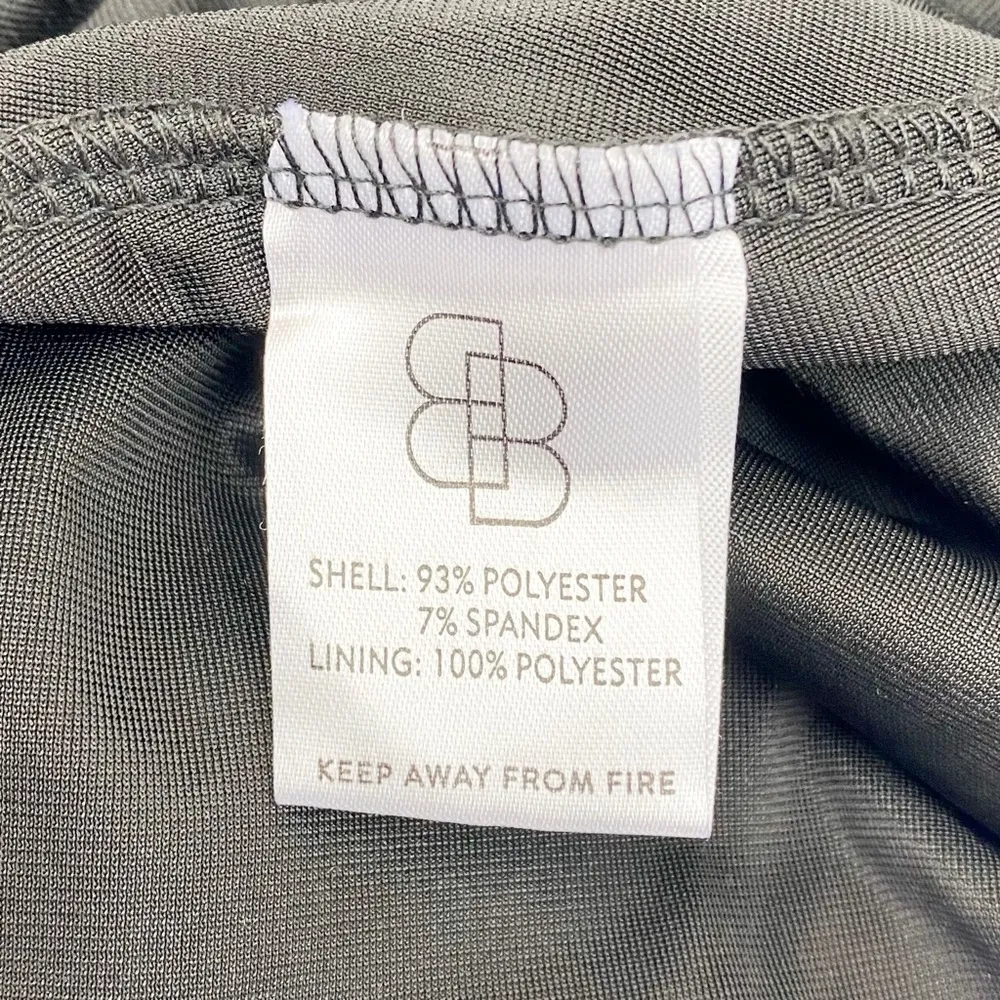 SHELL: 93% POLYESTER
7% SPANDEX
LINING: 100% POLYESTER
KEEP AWAY FROM FIRE